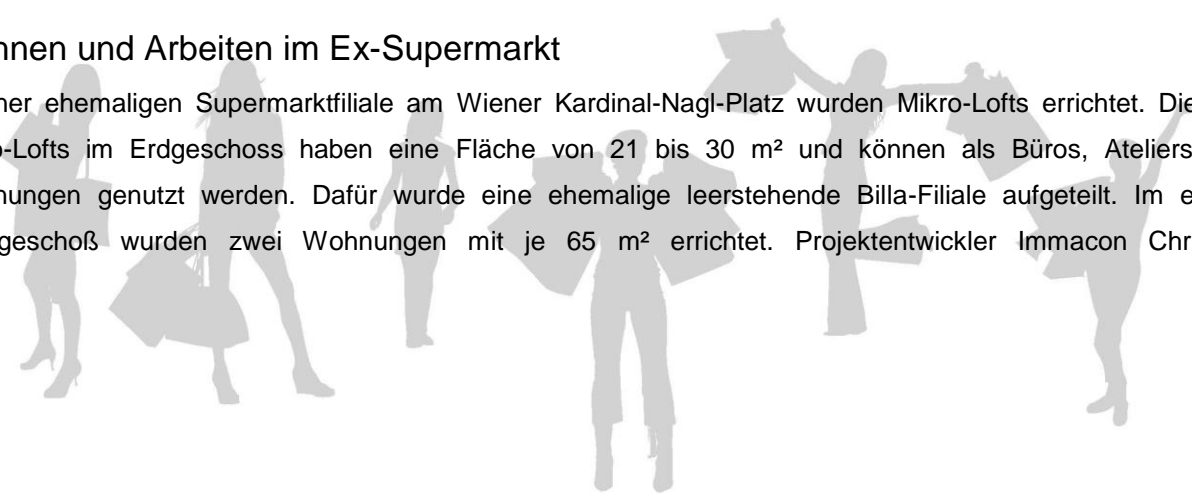 nnen und Arbeiten im Ex-Supermarkt
ner ehemaligen Supermarktfiliale am Wiener Kardinal-Nagl-Platz wurden Mikro-Lofts errichtet. Die
o-Lofts im Erdgeschoss haben eine Fläche von 21 bis 30 m² und können als Büros, Ateliers
nungen genutzt werden. Dafür wurde eine ehemalige leerstehende Billa-Filiale aufgeteilt. Im e
geschoß wurden zwei Wohnungen mit je 65 m² errichtet. Projektentwickler Immacon Chr